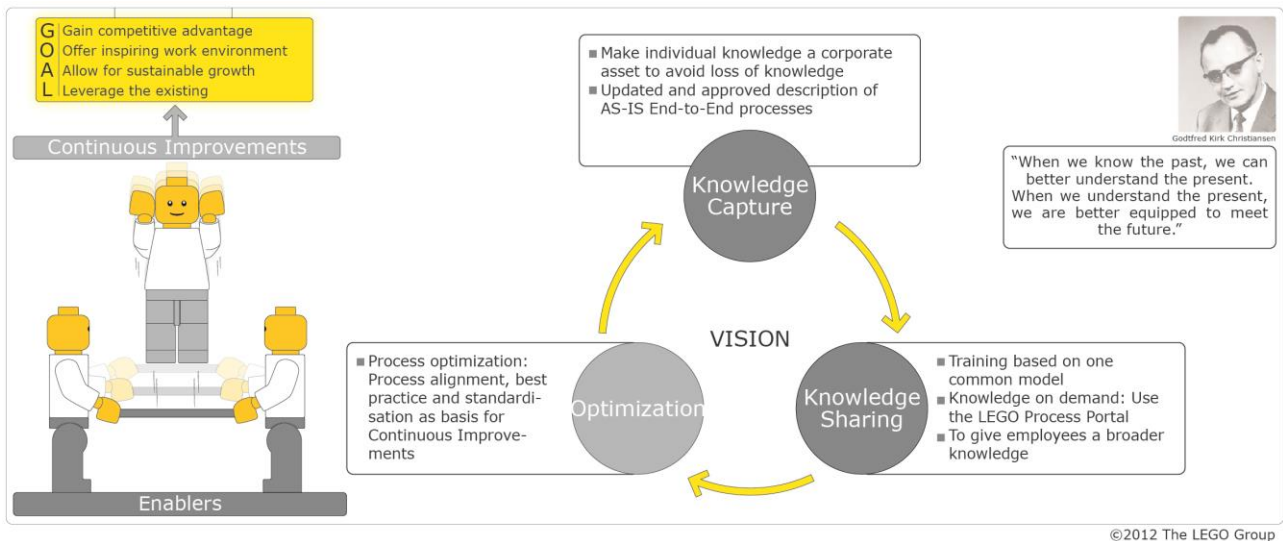 G Gain competitive advantage
O Offer inspiring work environment
A Allow for sustainable growth
L Leverage the existing
Continuous Improvements
Enablers
■ Make individual knowledge a corporate
asset to avoid loss of knowledge
■ Updated and approved description of
AS-IS End-to-End processes
Knowledge
Capture
Godtfred Kirk Christiansen
“When we know the past, we can
better understand the present.
When we understand the present,
we are better equipped to meet
the future.”
VISION
■ Process optimization:
Process alignment, best
practice and standardi-
sation as basis for
Continuous Improve-
ments
Optimization
Knowledge
Sharing
■ Training based on one
common model
■ Knowledge on demand: Use
the LEGO Process Portal
■ To give employees a broader
knowledge
©2012 The LEGO Group